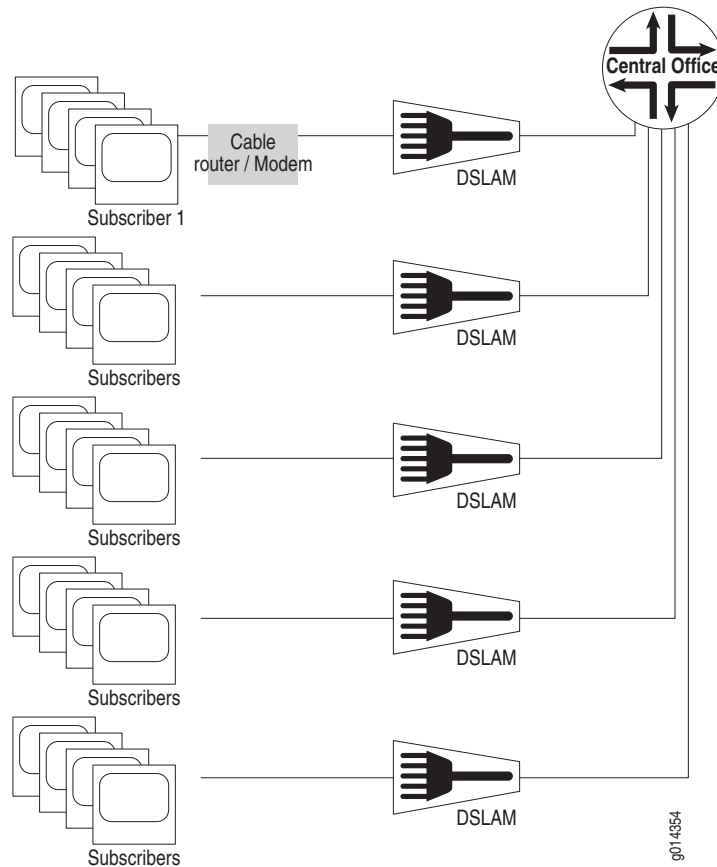 Central Office
Cable
router / Modem
DSLAM
Subscriber 1
DSLAM
Subscribers
DSLAM
Subscribers
DSLAM
Subscribers
DSLAM
Subscribers
g014354